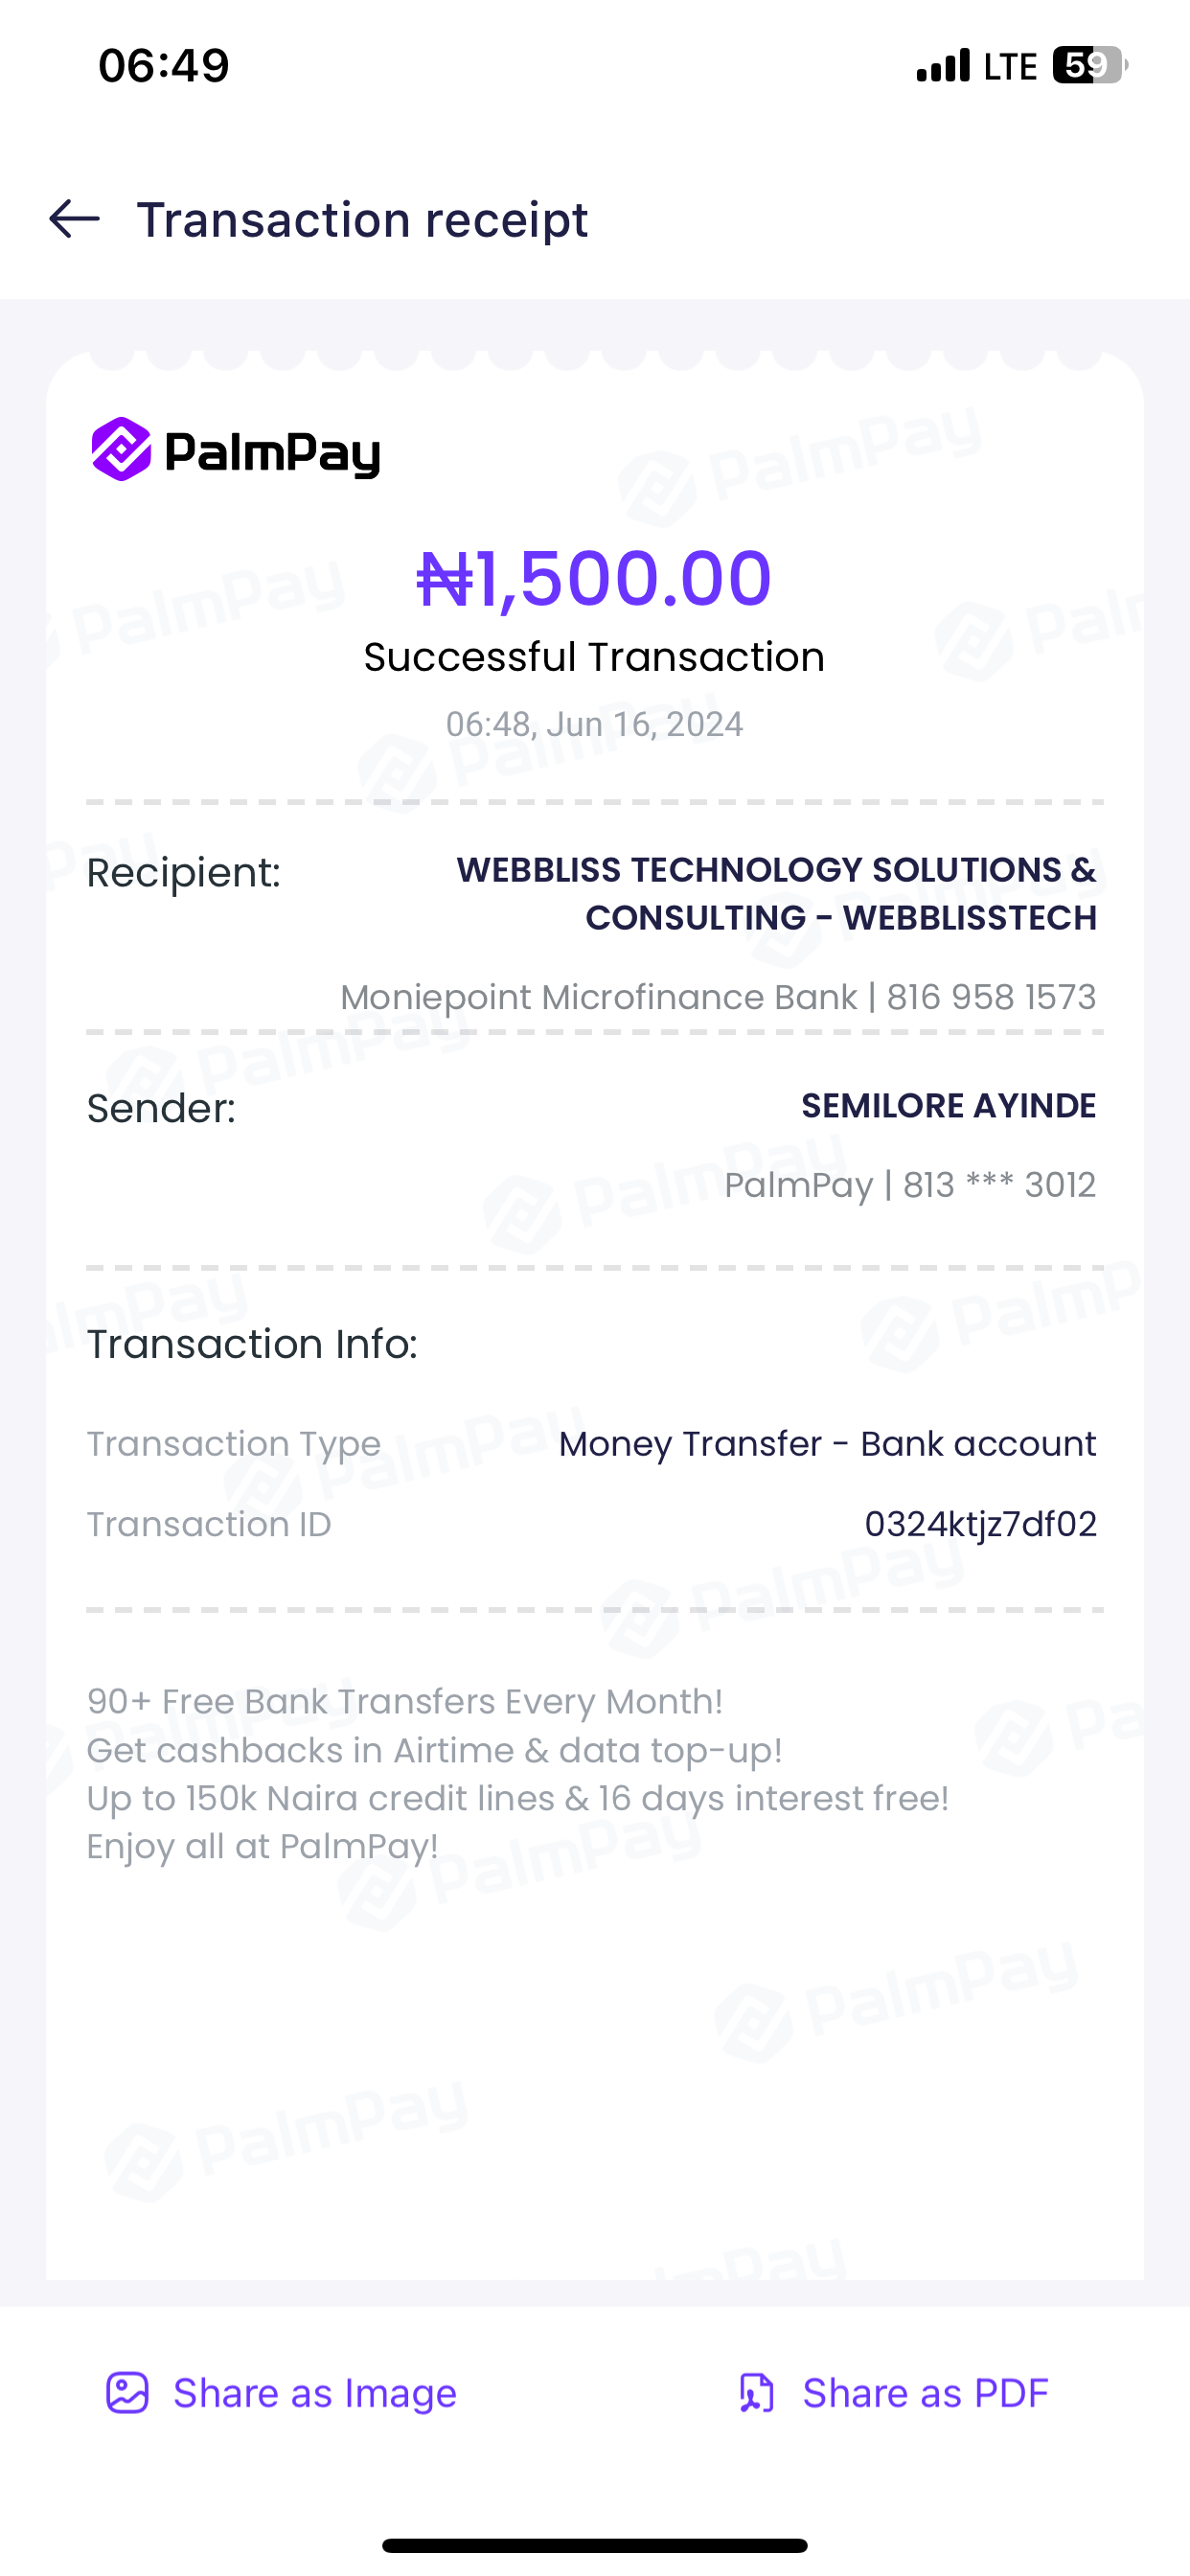 06:49
LTE 59
Transaction receipt
PalmPay
₦1,500.00
Successful Transaction
06:48, Jun 16, 2024
Recipient:
WEBBLISS TECHNOLOGY SOLUTIONS &
CONSULTING - WEBBLISSTECH
Moniepoint Microfinance Bank | 816 958 1573
Sender:
SEMILORE AYINDE
PalmPay | 813 *** 3012
Transaction Info:
Transaction Type Money Transfer - Bank account
Transaction ID 0324ktjz7df02
90+ Free Bank Transfers Every Month!
Get cashbacks in Airtime & data top-up!
Up to 150k Naira credit lines & 16 days interest free!
Enjoy all at PalmPay!
Share as Image Share as PDF